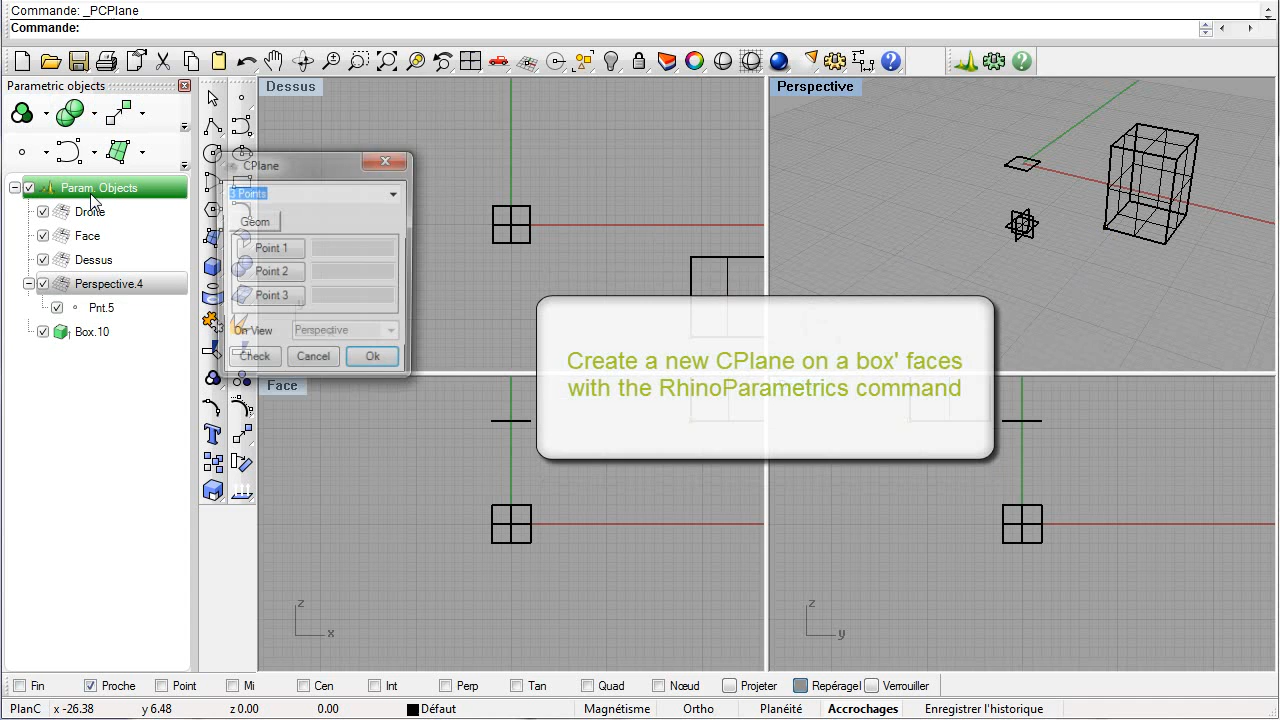 Commande: _PCPlane
Commande:
Parametric objects
Param. Objects
Droite
Face
Dessus
Perspective.4
Pnt.5
Box.10
Dessus
Perspective
CPlane
3 Points
Geom
Point 1
Point 2
Point 3
On View
Perspective
Check
Cancel
Ok
Create a new CPlane on a box' faces
with the RhinoParametrics command
Face
z
x
z
y
Fin
Proche
Point
Mi
Cen
Int
Perp
Tan
Quad
Nœud
Projeter
Repéragel
Verrouiller
PlanC
x -26.38
y 6.48
z 0.00
0.00
Défaut
Magnétisme
Ortho
Planéité
Accrochages
Enregistrer l'historique